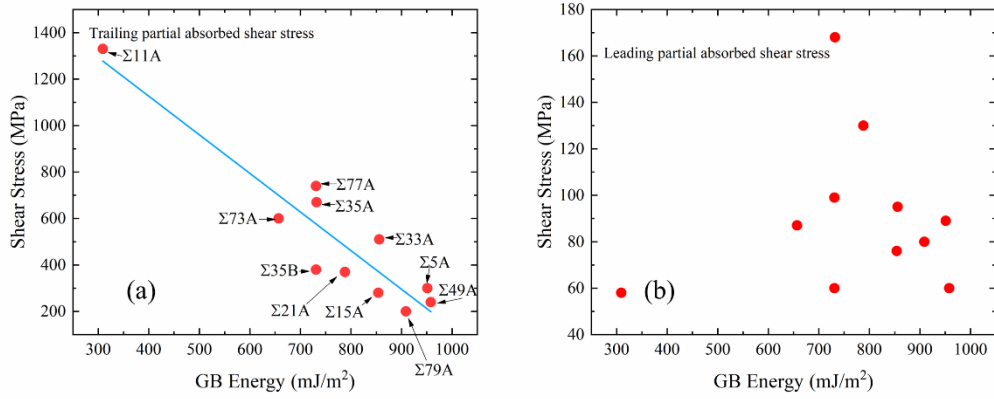 Trailing partial absorbed shear stress
1400
1200
1000
800
600
400
200
Shear Stress (MPa)
Σ11A
Σ77A
Σ35A
Σ73A
Σ33A
Σ35B
Σ5A
Σ21A
Σ49A
Σ15A
Σ79A
(a)
300 400 500 600 700 800 900 1000
GB Energy (mJ/m²)
Leading partial absorbed shear stress
180
160
140
120
100
80
60
40
Shear Stress (MPa)
(b)
300 400 500 600 700 800 900 1000
GB Energy (mJ/m²)